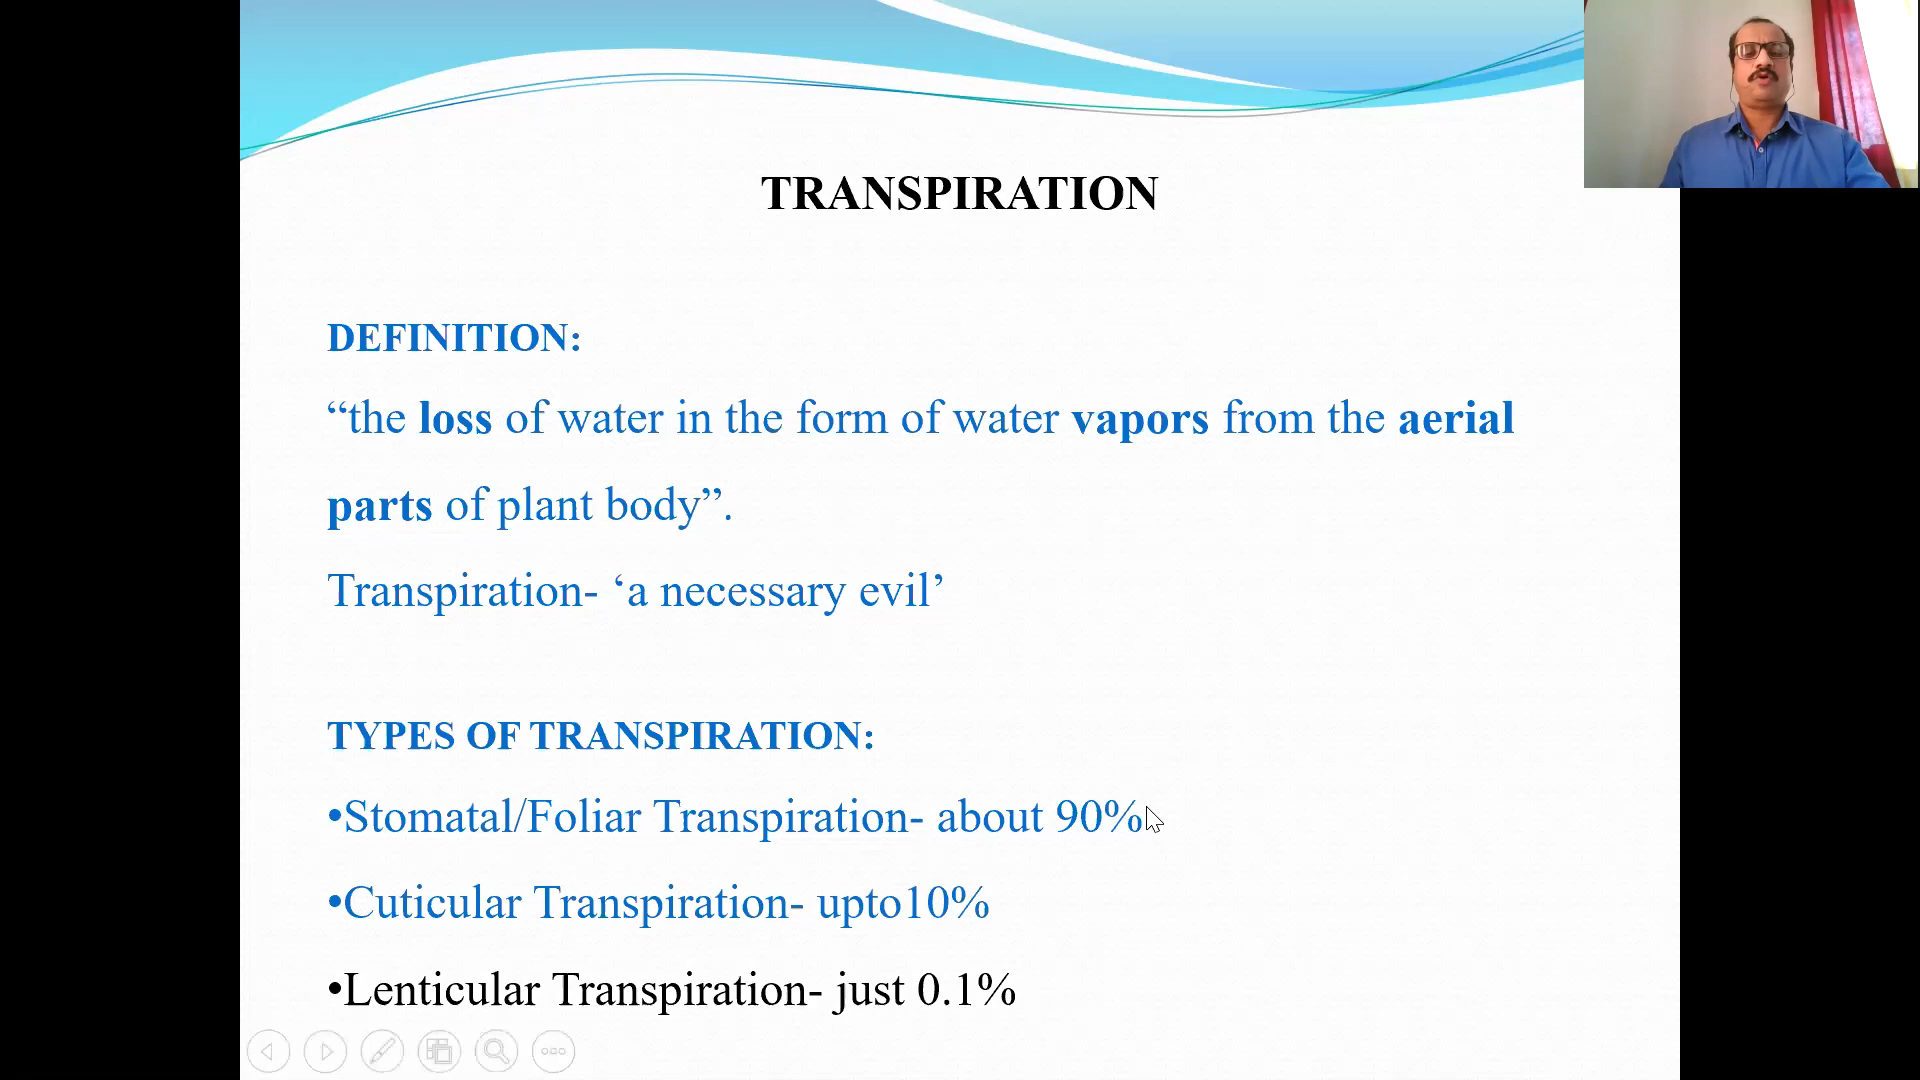 TRANSPIRATION
DEFINITION:
“the loss of water in the form of water vapors from the aerial
parts of plant body”.
Transpiration- ‘a necessary evil’
TYPES OF TRANSPIRATION:
•Stomatal/Foliar Transpiration- about 90%
•Cuticular Transpiration- upto10%
•Lenticular Transpiration- just 0.1%